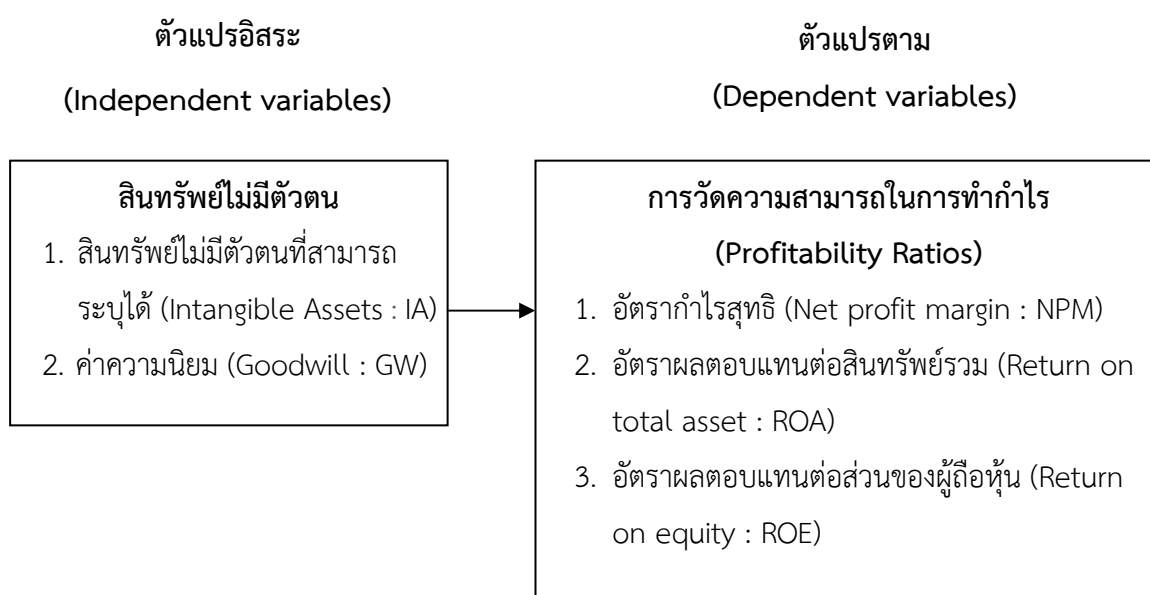 ตัวแปรอิสระ
(Independent variables)
ตัวแปรตาม
(Dependent variables)
สินทรัพย์ไม่มีตัวตน
1. สินทรัพย์ไม่มีตัวตนที่สามารถ
ระบุได้ (Intangible Assets : IA)
2. ค่าความนิยม (Goodwill : GW)
การวัดความสามารถในการทำกำไร
(Profitability Ratios)
1. อัตรากำไรสุทธิ (Net profit margin : NPM)
2. อัตราผลตอบแทนต่อสินทรัพย์รวม (Return on
total asset : ROA)
3. อัตราผลตอบแทนต่อส่วนของผู้ถือหุ้น (Return
on equity : ROE)